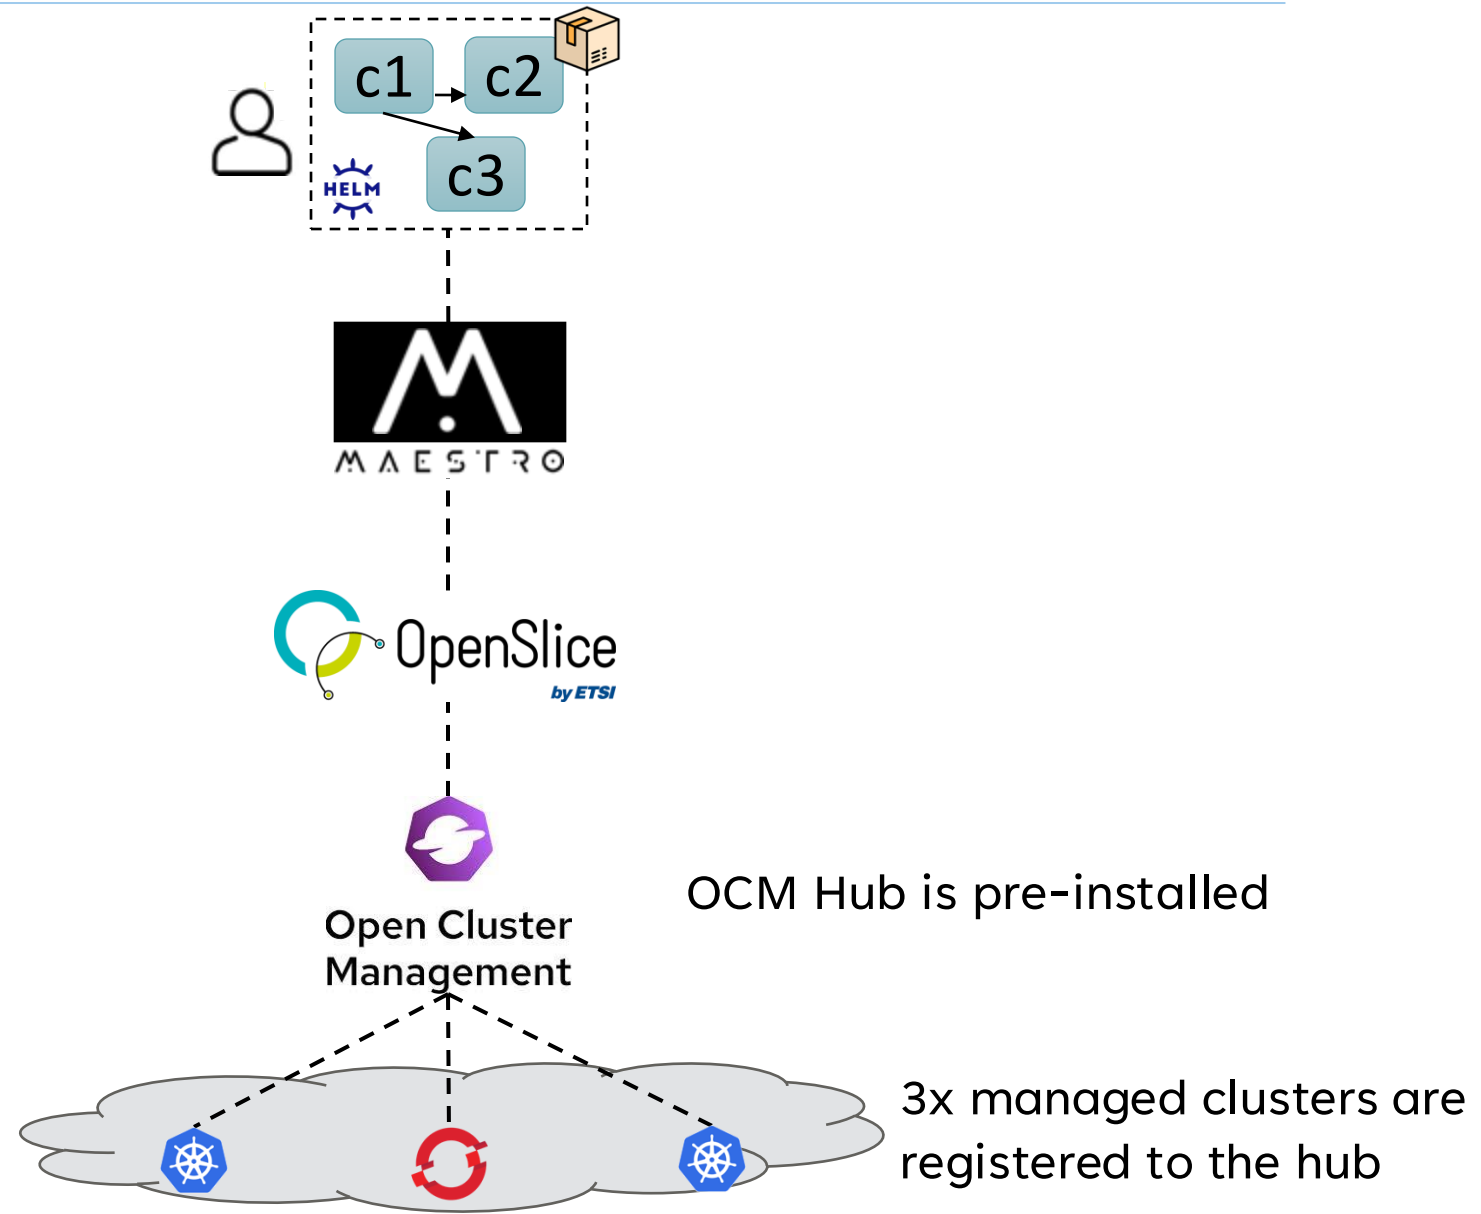 c1
c2
c3
HELM
MAESTRO
OpenSlice
by ETSI
Open Cluster
Management
OCM Hub is pre-installed
3x managed clusters are
registered to the hub